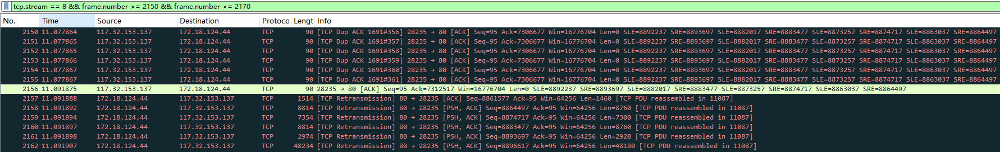 tcp.stream == 8 && frame.number >= 2150 && frame.number <= 2170
No. Time Source Destination Protoco Lengt Info
2150 11.077864 117.32.153.137 172.18.124.44 TCP 90 [TCP Dup ACK 1691#356] 28235 → 80 [ACK] Seq=95 Ack=7306677 Win=16776704 Len=0 SLE=8892237 SRE=8893697 SLE=8882017 SRE=8883477 SLE=8873257 SRE=8874717 SLE=8863037 SRE=8864497
2151 11.077865 117.32.153.137 172.18.124.44 TCP 90 [TCP Dup ACK 1691#357] 28235 → 80 [ACK] Seq=95 Ack=7306677 Win=16776704 Len=0 SLE=8892237 SRE=8893697 SLE=8882017 SRE=8883477 SLE=8873257 SRE=8874717 SLE=8863037 SRE=8864497
2152 11.077865 117.32.153.137 172.18.124.44 TCP 90 [TCP Dup ACK 1691#358] 28235 → 80 [ACK] Seq=95 Ack=7306677 Win=16776704 Len=0 SLE=8892237 SRE=8893697 SLE=8882017 SRE=8883477 SLE=8873257 SRE=8874717 SLE=8863037 SRE=8864497
2153 11.077866 117.32.153.137 172.18.124.44 TCP 90 [TCP Dup ACK 1691#359] 28235 → 80 [ACK] Seq=95 Ack=7306677 Win=16776704 Len=0 SLE=8892237 SRE=8893697 SLE=8882017 SRE=8883477 SLE=8873257 SRE=8874717 SLE=8863037 SRE=8864497
2154 11.077867 117.32.153.137 172.18.124.44 TCP 90 [TCP Dup ACK 1691#360] 28235 → 80 [ACK] Seq=95 Ack=7306677 Win=16776704 Len=0 SLE=8892237 SRE=8893697 SLE=8882017 SRE=8883477 SLE=8873257 SRE=8874717 SLE=8863037 SRE=8864497
2155 11.077867 117.32.153.137 172.18.124.44 TCP 90 [TCP Dup ACK 1691#361] 28235 → 80 [ACK] Seq=95 Ack=7306677 Win=16776704 Len=0 SLE=8892237 SRE=8893697 SLE=8882017 SRE=8883477 SLE=8873257 SRE=8874717 SLE=8863037 SRE=8864497
2156 11.091875 117.32.153.137 172.18.124.44 TCP 90 28235 → 80 [ACK] Seq=95 Ack=7312517 Win=16776704 Len=0 SLE=8892237 SRE=8893697 SLE=8882017 SRE=8883477 SLE=8873257 SRE=8874717 SLE=8863037 SRE=8864497
2157 11.091888 172.18.124.44 117.32.153.137 TCP 1514 [TCP Retransmission] 80 → 28235 [ACK] Seq=8861577 Ack=95 Win=64256 Len=1460 [TCP PDU reassembled in 11087]
2158 11.091892 172.18.124.44 117.32.153.137 TCP 8814 [TCP Retransmission] 80 → 28235 [PSH, ACK] Seq=8864497 Ack=95 Win=64256 Len=8760 [TCP PDU reassembled in 11087]
2159 11.091894 172.18.124.44 117.32.153.137 TCP 7354 [TCP Retransmission] 80 → 28235 [PSH, ACK] Seq=8874717 Ack=95 Win=64256 Len=7300 [TCP PDU reassembled in 11087]
2160 11.091897 172.18.124.44 117.32.153.137 TCP 8814 [TCP Retransmission] 80 → 28235 [PSH, ACK] Seq=8883477 Ack=95 Win=64256 Len=8760 [TCP PDU reassembled in 11087]
2161 11.091898 172.18.124.44 117.32.153.137 TCP 2974 [TCP Retransmission] 80 → 28235 [PSH, ACK] Seq=8893697 Ack=95 Win=64256 Len=2920 [TCP PDU reassembled in 11087]
2162 11.091907 172.18.124.44 117.32.153.137 TCP 48234 [TCP Retransmission] 80 → 28235 [PSH, ACK] Seq=8896617 Ack=95 Win=64256 Len=48180 [TCP PDU reassembled in 11087]